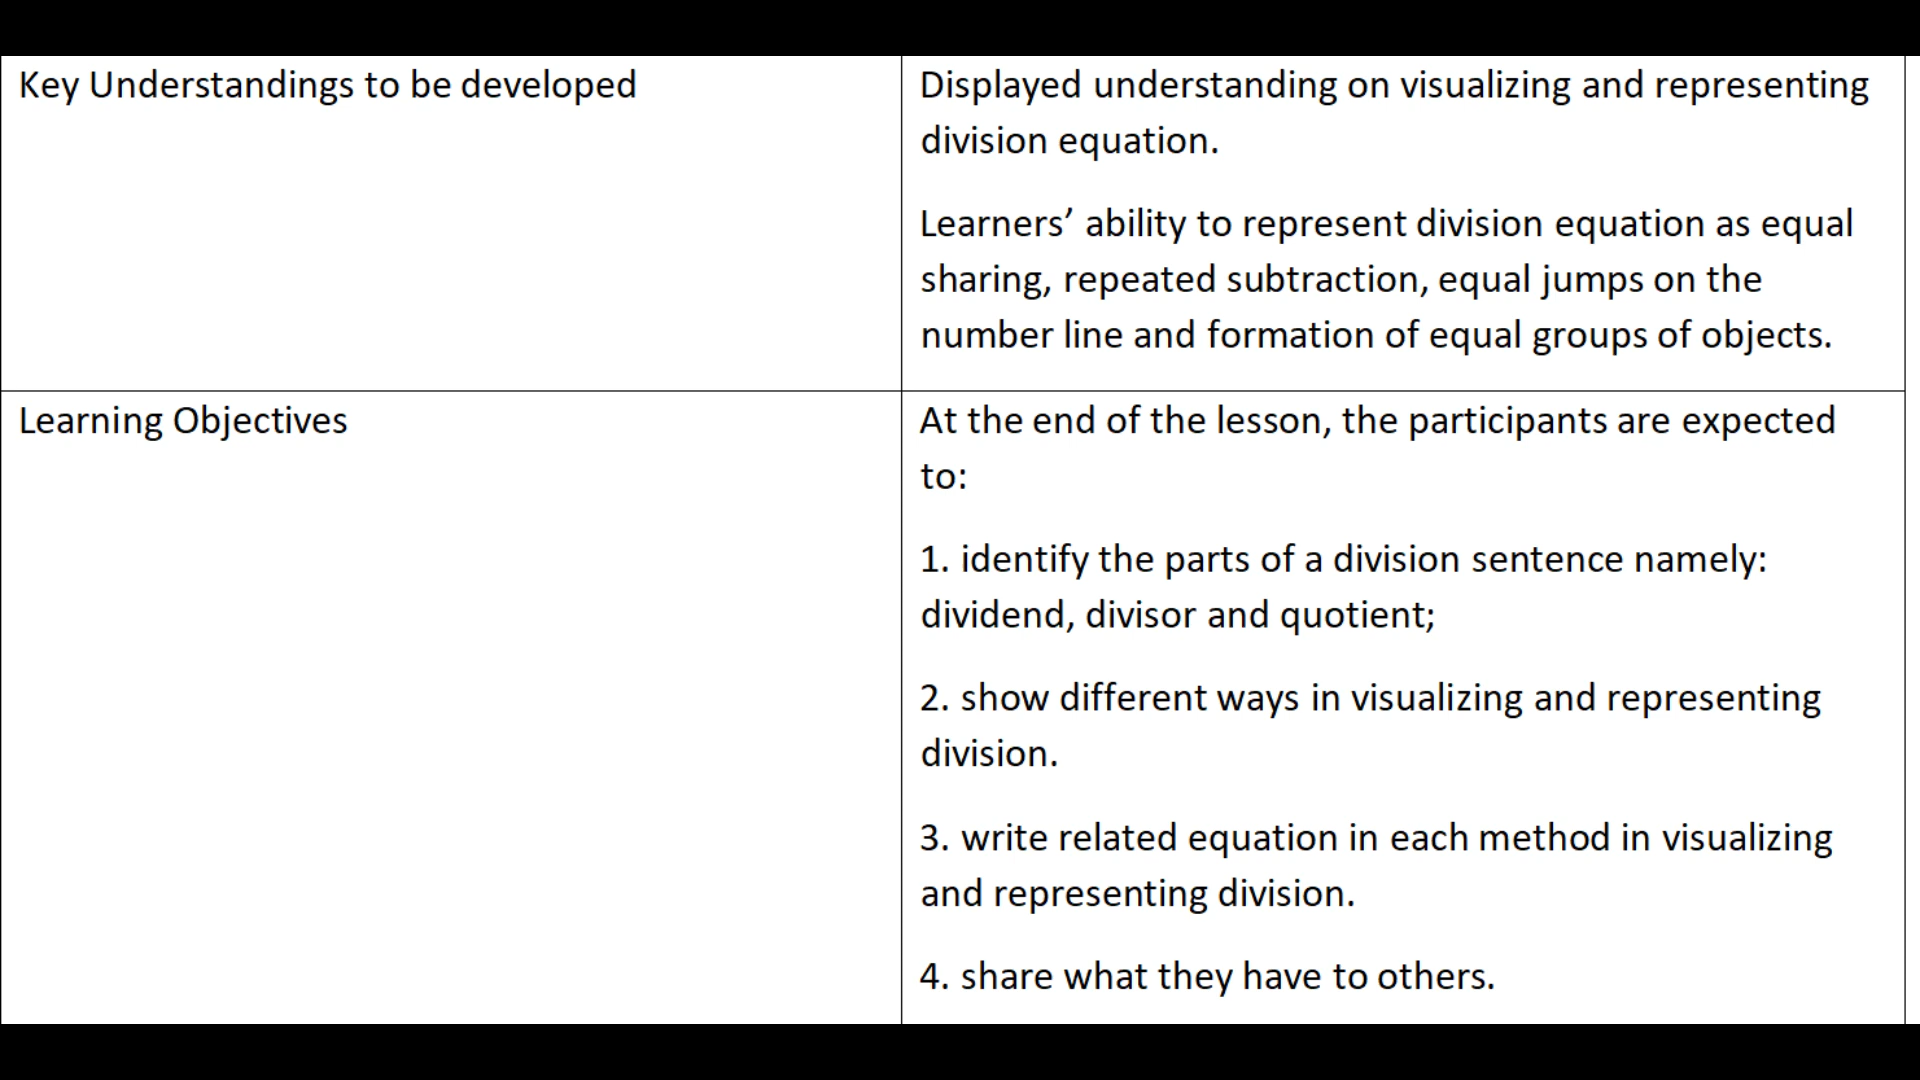 Key Understandings to be developed
Displayed understanding on visualizing and representing
division equation.
Learners’ ability to represent division equation as equal
sharing, repeated subtraction, equal jumps on the
number line and formation of equal groups of objects.
Learning Objectives
At the end of the lesson, the participants are expected
to:
1. identify the parts of a division sentence namely:
dividend, divisor and quotient;
2. show different ways in visualizing and representing
division.
3. write related equation in each method in visualizing
and representing division.
4. share what they have to others.